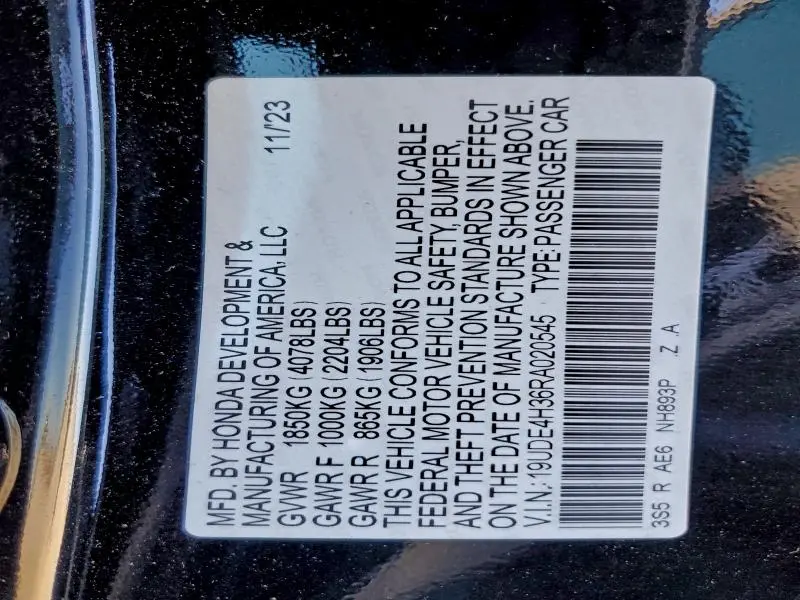 MFD. BY HONDA DEVELOPMENT &
MANUFACTURING OF AMERICA, LLC 11/23
GVWR 1850KG (4078LBS)
GAWR F 1000KG (2204LBS)
GAWR R 865KG (1906LBS)
THIS VEHICLE CONFORMS TO ALL APPLICABLE
FEDERAL MOTOR VEHICLE SAFETY, BUMPER,
AND THEFT PREVENTION STANDARDS IN EFFECT
ON THE DATE OF MANUFACTURE SHOWN ABOVE.
V.I.N.: 19UDE4H36RA020545 TYPE: PASSENGER CAR
3S5 R AE6 NH893P Z A